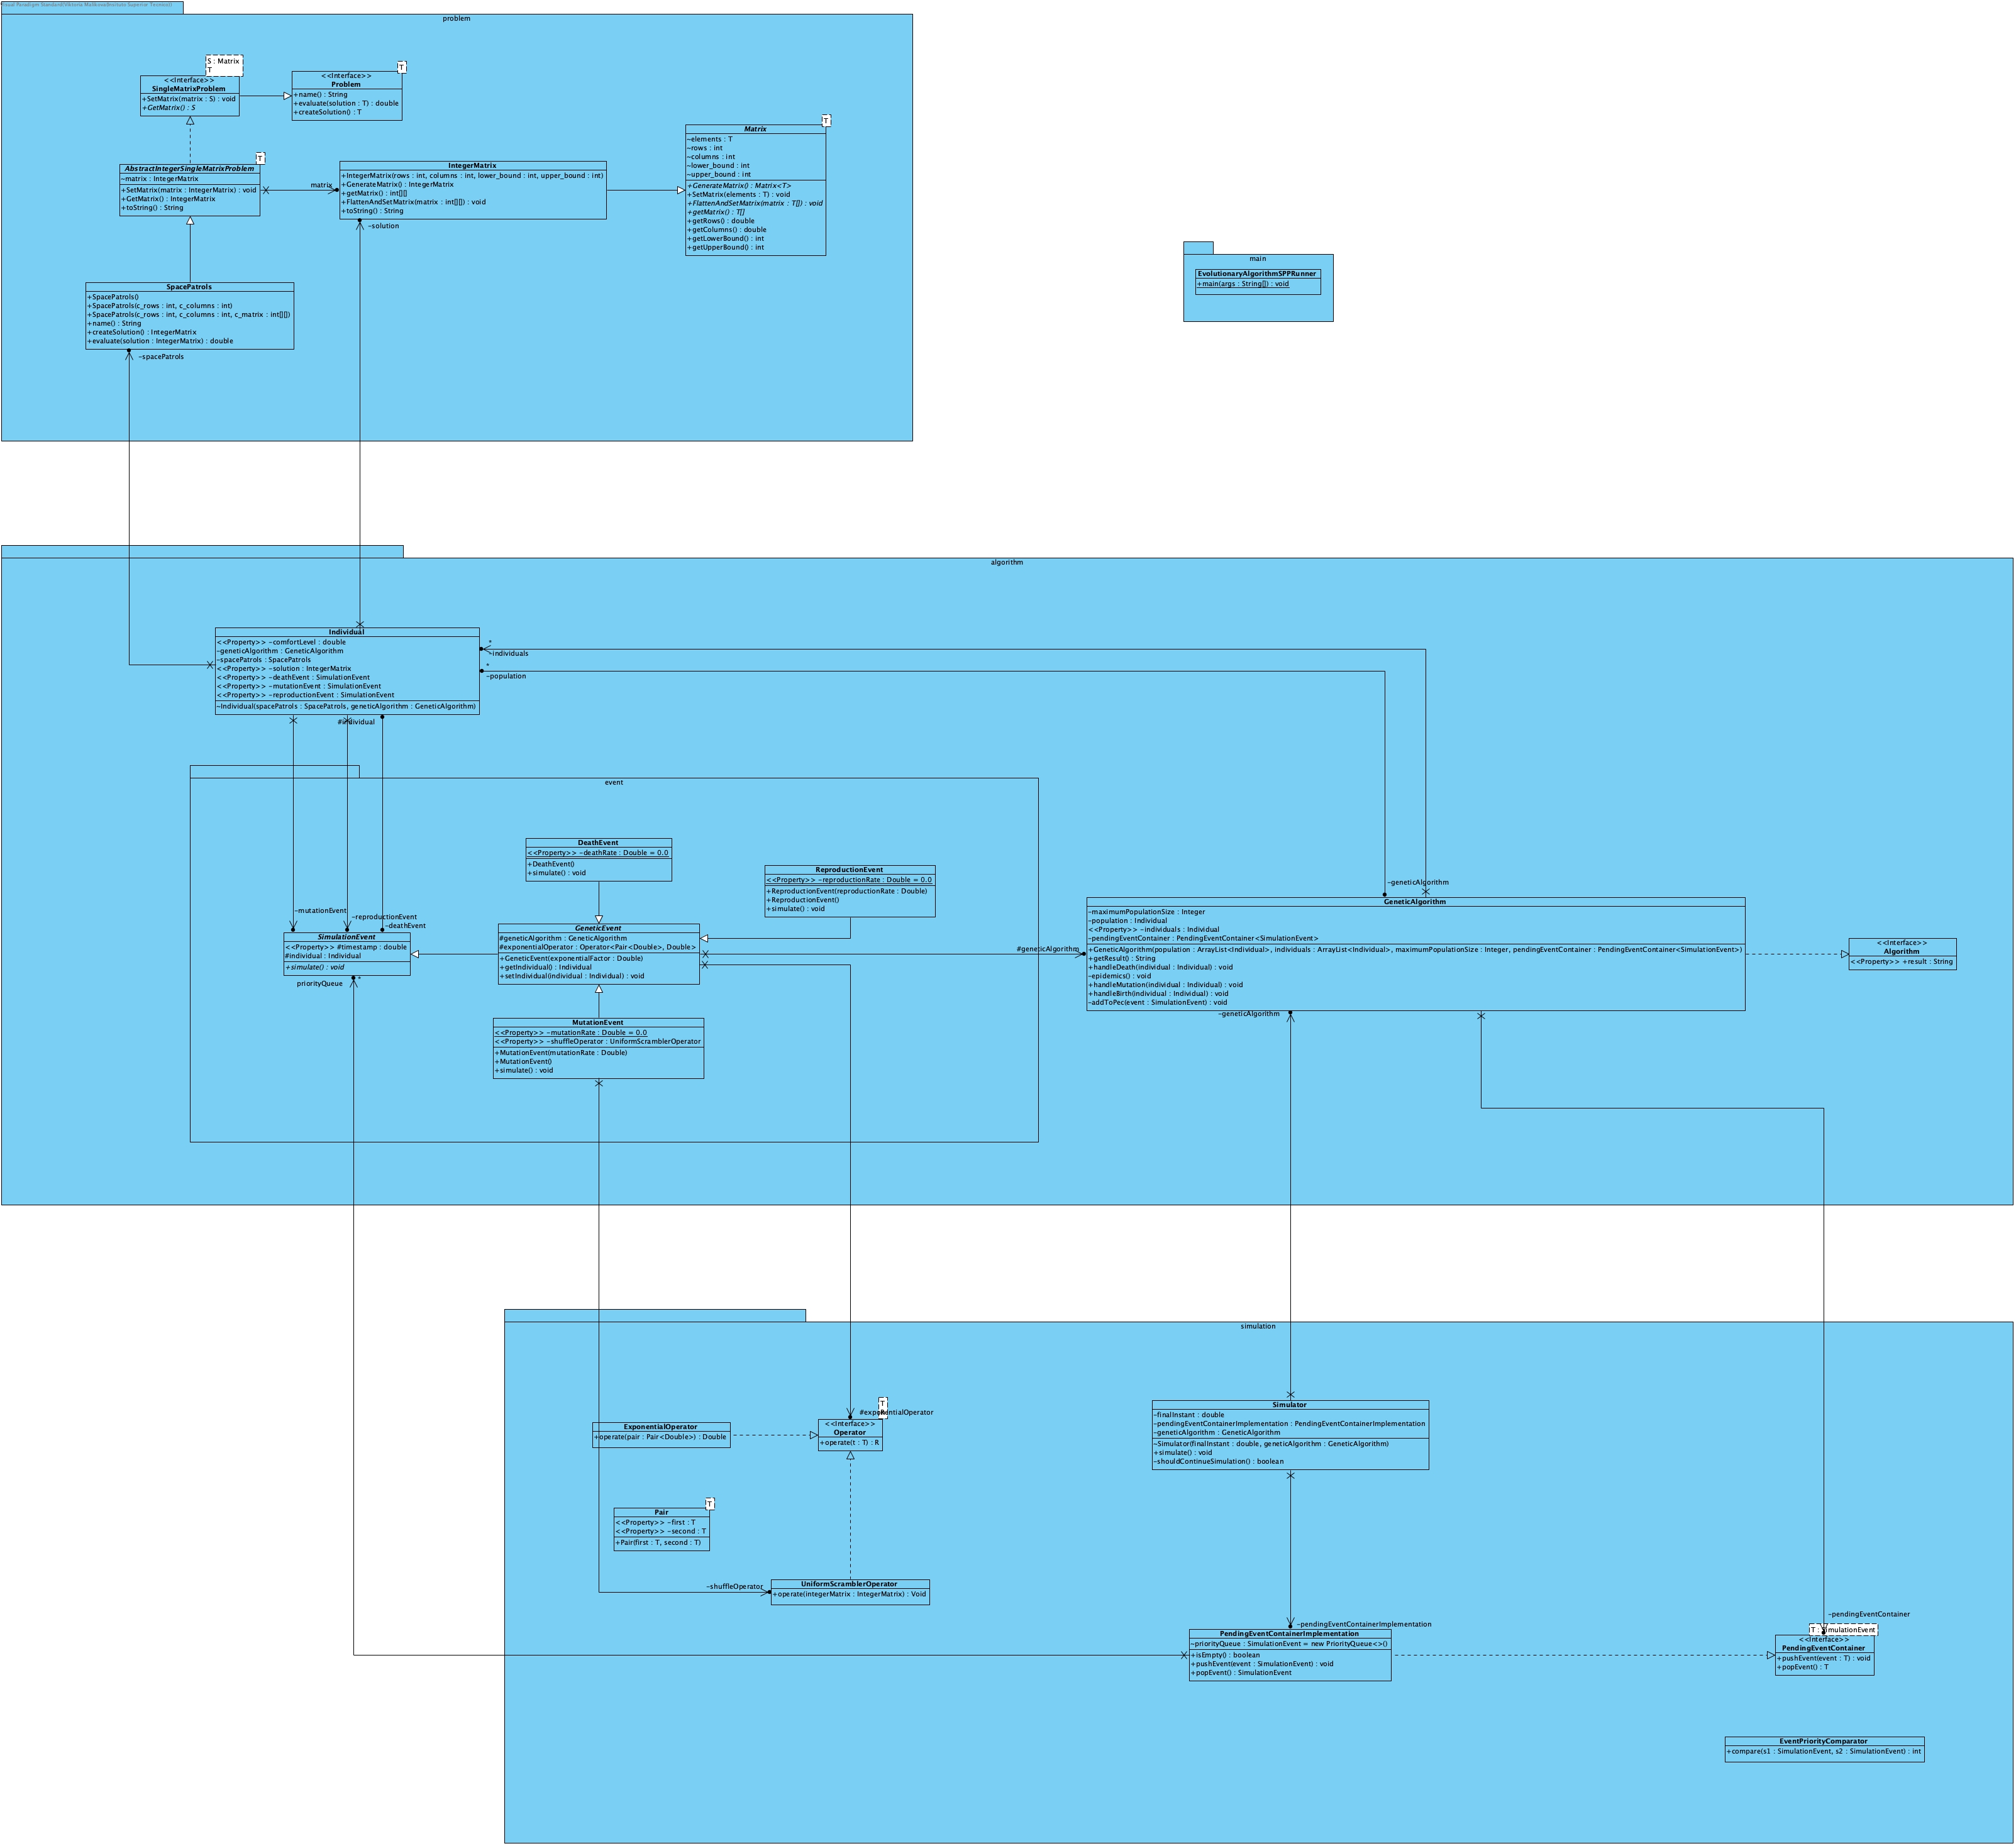 problem
S : Matrix
T
<<Interface>>
SingleMatrixProblem
+SetMatrix(matrix : S) : void
+GetMatrix() : S
T
<<Interface>>
Problem
+name() : String
+evaluate(solution : T) : double
+createSolution() : T
T
Matrix
~elements : T
~rows : int
~columns : int
~lower_bound : int
~upper_bound : int
+GenerateMatrix() : Matrix<T>
+SetMatrix(elements : T) : void
+FlattenAndSetMatrix(matrix : T[]) : void
+getMatrix() : T[]
+getRows() : double
+getColumns() : double
+getLowerBound() : int
+getUpperBound() : int
T
AbstractIntegerSingleMatrixProblem
~matrix : IntegerMatrix
+SetMatrix(matrix : IntegerMatrix) : void
+GetMatrix() : IntegerMatrix
+toString() : String
matrix
IntegerMatrix
+IntegerMatrix(rows : int, columns : int, lower_bound : int, upper_bound : int)
+GenerateMatrix() : IntegerMatrix
+getMatrix() : int[][]
+FlattenAndSetMatrix(matrix : int[][]) : void
+toString() : String
-solution
SpacePatrols
+SpacePatrols()
+SpacePatrols(c_rows : int, c_columns : int)
+SpacePatrols(c_rows : int, c_columns : int, c_matrix : int[][])
+name() : String
+createSolution() : IntegerMatrix
+evaluate(solution : IntegerMatrix) : double
-spacePatrols
main
EvolutionaryAlgorithmSPPRunner
+main(args : String[]) : void
algorithm
Individual
<<Property>> -comfortLevel : double
-geneticAlgorithm : GeneticAlgorithm
-spacePatrols : SpacePatrols
<<Property>> -solution : IntegerMatrix
<<Property>> -deathEvent : SimulationEvent
<<Property>> -mutationEvent : SimulationEvent
<<Property>> -reproductionEvent : SimulationEvent
~Individual(spacePatrols : SpacePatrols, geneticAlgorithm : GeneticAlgorithm)
*
-individuals
*
-population
#individual
event
DeathEvent
<<Property>> -deathRate : Double = 0.0
+DeathEvent()
+simulate() : void
ReproductionEvent
<<Property>> -reproductionRate : Double = 0.0
+ReproductionEvent(reproductionRate : Double)
+ReproductionEvent()
+simulate() : void
-mutationEvent
-reproductionEvent
-deathEvent
SimulationEvent
<<Property>> #timestamp : double
#individual : Individual
+simulate() : void
priorityQueue
*
GeneticEvent
#geneticAlgorithm : GeneticAlgorithm
#exponentialOperator : Operator<Pair<Double>, Double>
+GeneticEvent(exponentialFactor : Double)
+getIndividual() : Individual
+setIndividual(individual : Individual) : void
MutationEvent
<<Property>> -mutationRate : Double = 0.0
<<Property>> -shuffleOperator : UniformScramblerOperator
+MutationEvent(mutationRate : Double)
+MutationEvent()
+simulate() : void
-geneticAlgorithm
#geneticAlgorithm
GeneticAlgorithm
-maximumPopulationSize : Integer
-population : Individual
<<Property>> -individuals : Individual
-pendingEventContainer : PendingEventContainer<SimulationEvent>
+GeneticAlgorithm(population : ArrayList<Individual>, individuals : ArrayList<Individual>, maximumPopulationSize : Integer, pendingEventContainer : PendingEventContainer<SimulationEvent>)
+getResult() : String
+handleDeath(individual : Individual) : void
-epidemics() : void
+handleMutation(individual : Individual) : void
+handleBirth(individual : Individual) : void
-addToPec(event : SimulationEvent) : void
-geneticAlgorithm
<<Interface>>
Algorithm
<<Property>> +result : String
simulation
ExponentialOperator
+operate(pair : Pair<Double>) : Double
T
#exponentialOperator
<<Interface>>
Operator
+operate(t : T) : R
T
Pair
<<Property>> -first : T
<<Property>> -second : T
+Pair(first : T, second : T)
-shuffleOperator
UniformScramblerOperator
+operate(integerMatrix : IntegerMatrix) : Void
Simulator
-finalInstant : double
-pendingEventContainerImplementation : PendingEventContainerImplementation
-geneticAlgorithm : GeneticAlgorithm
~Simulator(finalInstant : double, geneticAlgorithm : GeneticAlgorithm)
+simulate() : void
-shouldContinueSimulation() : boolean
-pendingEventContainerImplementation
PendingEventContainerImplementation
~priorityQueue : SimulationEvent = new PriorityQueue<>()
+isEmpty() : boolean
+pushEvent(event : SimulationEvent) : void
+popEvent() : SimulationEvent
-pendingEventContainer
T : SimulationEvent
<<Interface>>
PendingEventContainer
+pushEvent(event : T) : void
+popEvent() : T
EventPriorityComparator
+compare(s1 : SimulationEvent, s2 : SimulationEvent) : int